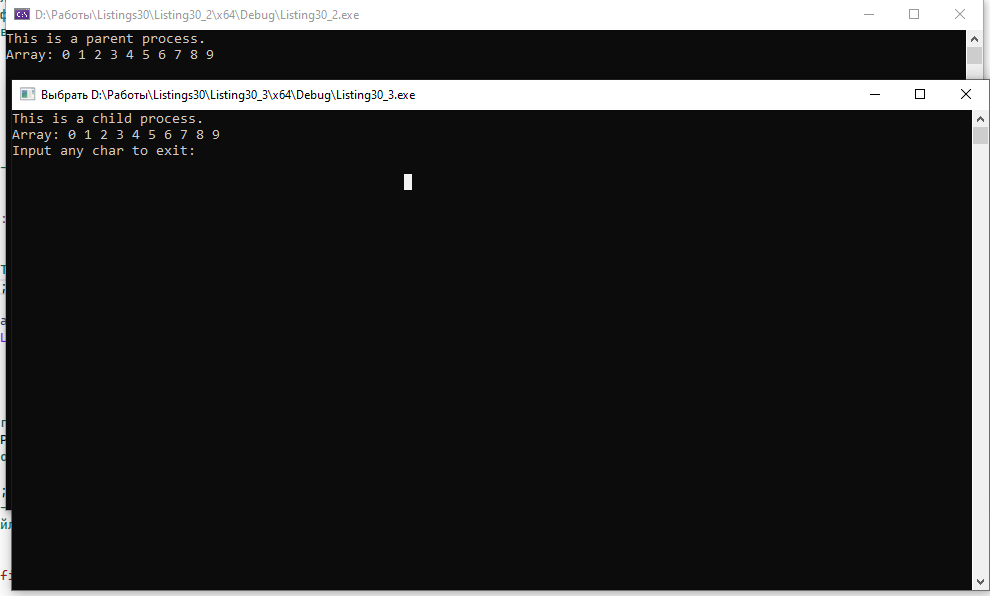 D:\Работы\Listings30\Listing30_2\x64\Debug\Listing30_2.exe
This is a parent process.
Array: 0 1 2 3 4 5 6 7 8 9
Выбрать D:\Работы\Listings30\Listing30_3\x64\Debug\Listing30_3.exe
This is a child process.
Array: 0 1 2 3 4 5 6 7 8 9
Input any char to exit: